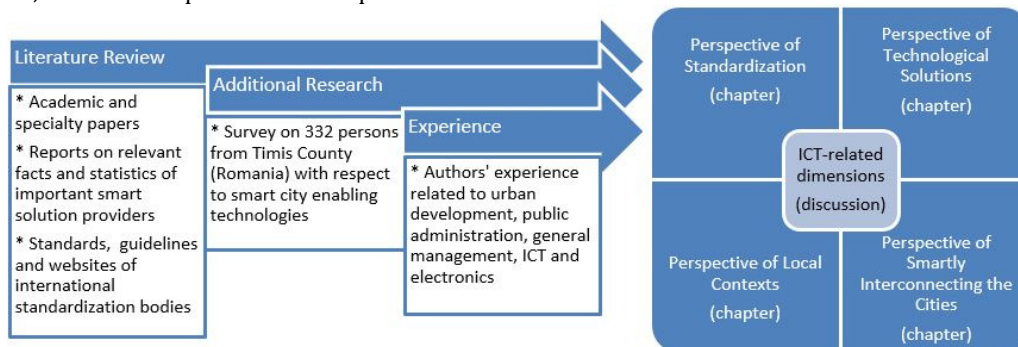 Literature Review
* Academic and
specialty papers
* Reports on relevant
facts and statistics of
important smart
solution providers
* Standards, guidelines
and websites of
international
standardization bodies
Additional Research
* Survey on 332 persons
from Timis County
(Romania) with respect
to smart city enabling
technologies
Experience
* Authors' experience
related to urban
development, public
administration, general
management, ICT and
electronics
Perspective of
Standardization
(chapter)
Perspective of
Technological
Solutions
(chapter)
ICT-related
dimensions
(discussion)
Perspective of Local
Contexts
(chapter)
Perspective of
Smartly
Interconnecting the
Cities
(chapter)